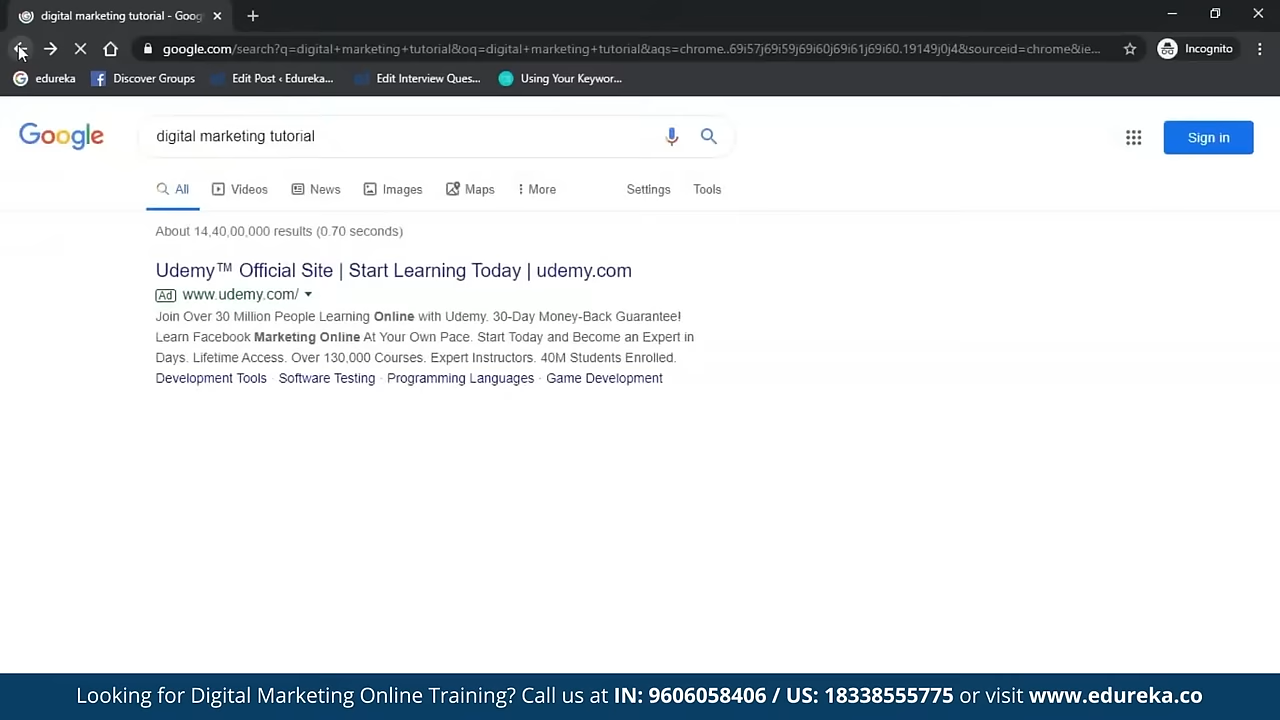 digital marketing tutorial - Goog
google.com/search?q=digital+marketing+tutorial&oq=digital+marketing+tutorial&aqs=chrome..69i57j69i59j69i60j69i61j69i60.19149j0j4&sourceid=chrome&ie...
Incognito
edureka
Discover Groups
Edit Post ‹ Edureka...
Edit Interview Ques...
Using Your Keywor...
Google
digital marketing tutorial
Sign in
All
Videos
News
Images
Maps
More
Settings
Tools
About 14,40,00,000 results (0.70 seconds)
Udemy™ Official Site | Start Learning Today | udemy.com
Ad www.udemy.com/
Join Over 30 Million People Learning Online with Udemy. 30-Day Money-Back Guarantee!
Learn Facebook Marketing Online At Your Own Pace. Start Today and Become an Expert in
Days. Lifetime Access. Over 130,000 Courses. Expert Instructors. 40M Students Enrolled.
Development Tools · Software Testing · Programming Languages · Game Development
Looking for Digital Marketing Online Training? Call us at IN: 9606058406 / US: 18338555775 or visit www.edureka.co